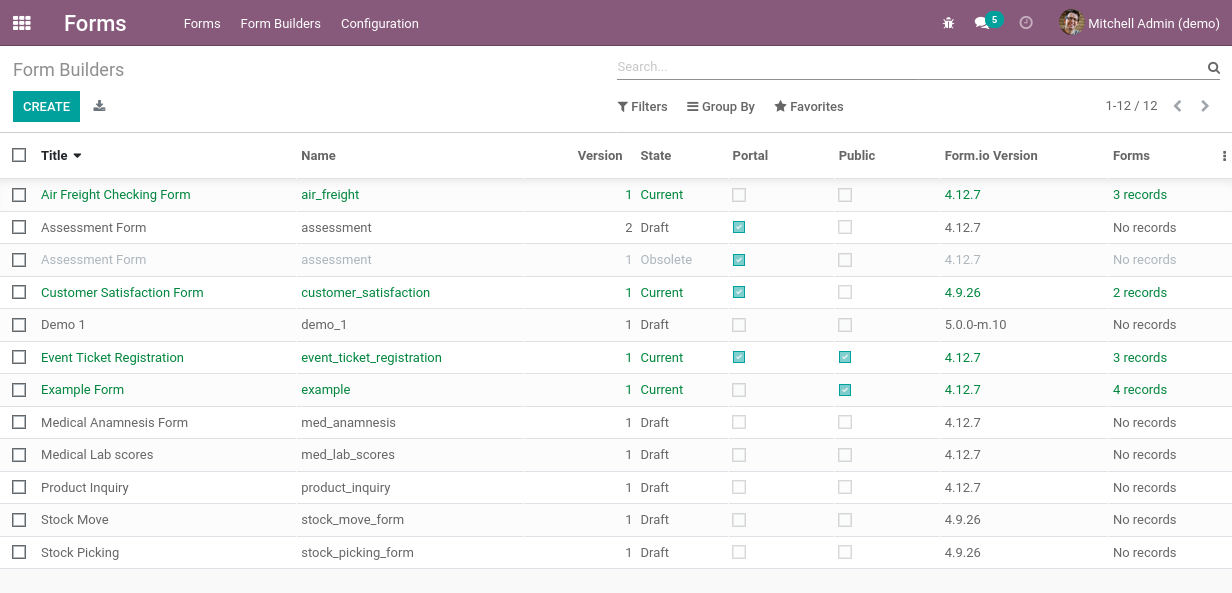 Forms Forms Form Builders Configuration 5 Mitchell Admin (demo)
Form Builders Search...
CREATE Filters Group By Favorites 1-12 / 12
Title Name Version State Portal Public Form.io Version Forms
Air Freight Checking Form air_freight 1 Current 4.12.7 3 records
Assessment Form assessment 2 Draft 4.12.7 No records
Assessment Form assessment 1 Obsolete 4.12.7 No records
Customer Satisfaction Form customer_satisfaction 1 Current 4.9.26 2 records
Demo 1 demo_1 1 Draft 5.0.0-m.10 No records
Event Ticket Registration event_ticket_registration 1 Current 4.12.7 3 records
Example Form example 1 Current 4.12.7 4 records
Medical Anamnesis Form med_anamnesis 1 Draft 4.12.7 No records
Medical Lab scores med_lab_scores 1 Draft 4.12.7 No records
Product Inquiry product_inquiry 1 Draft 4.12.7 No records
Stock Move stock_move_form 1 Draft 4.9.26 No records
Stock Picking stock_picking_form 1 Draft 4.9.26 No records